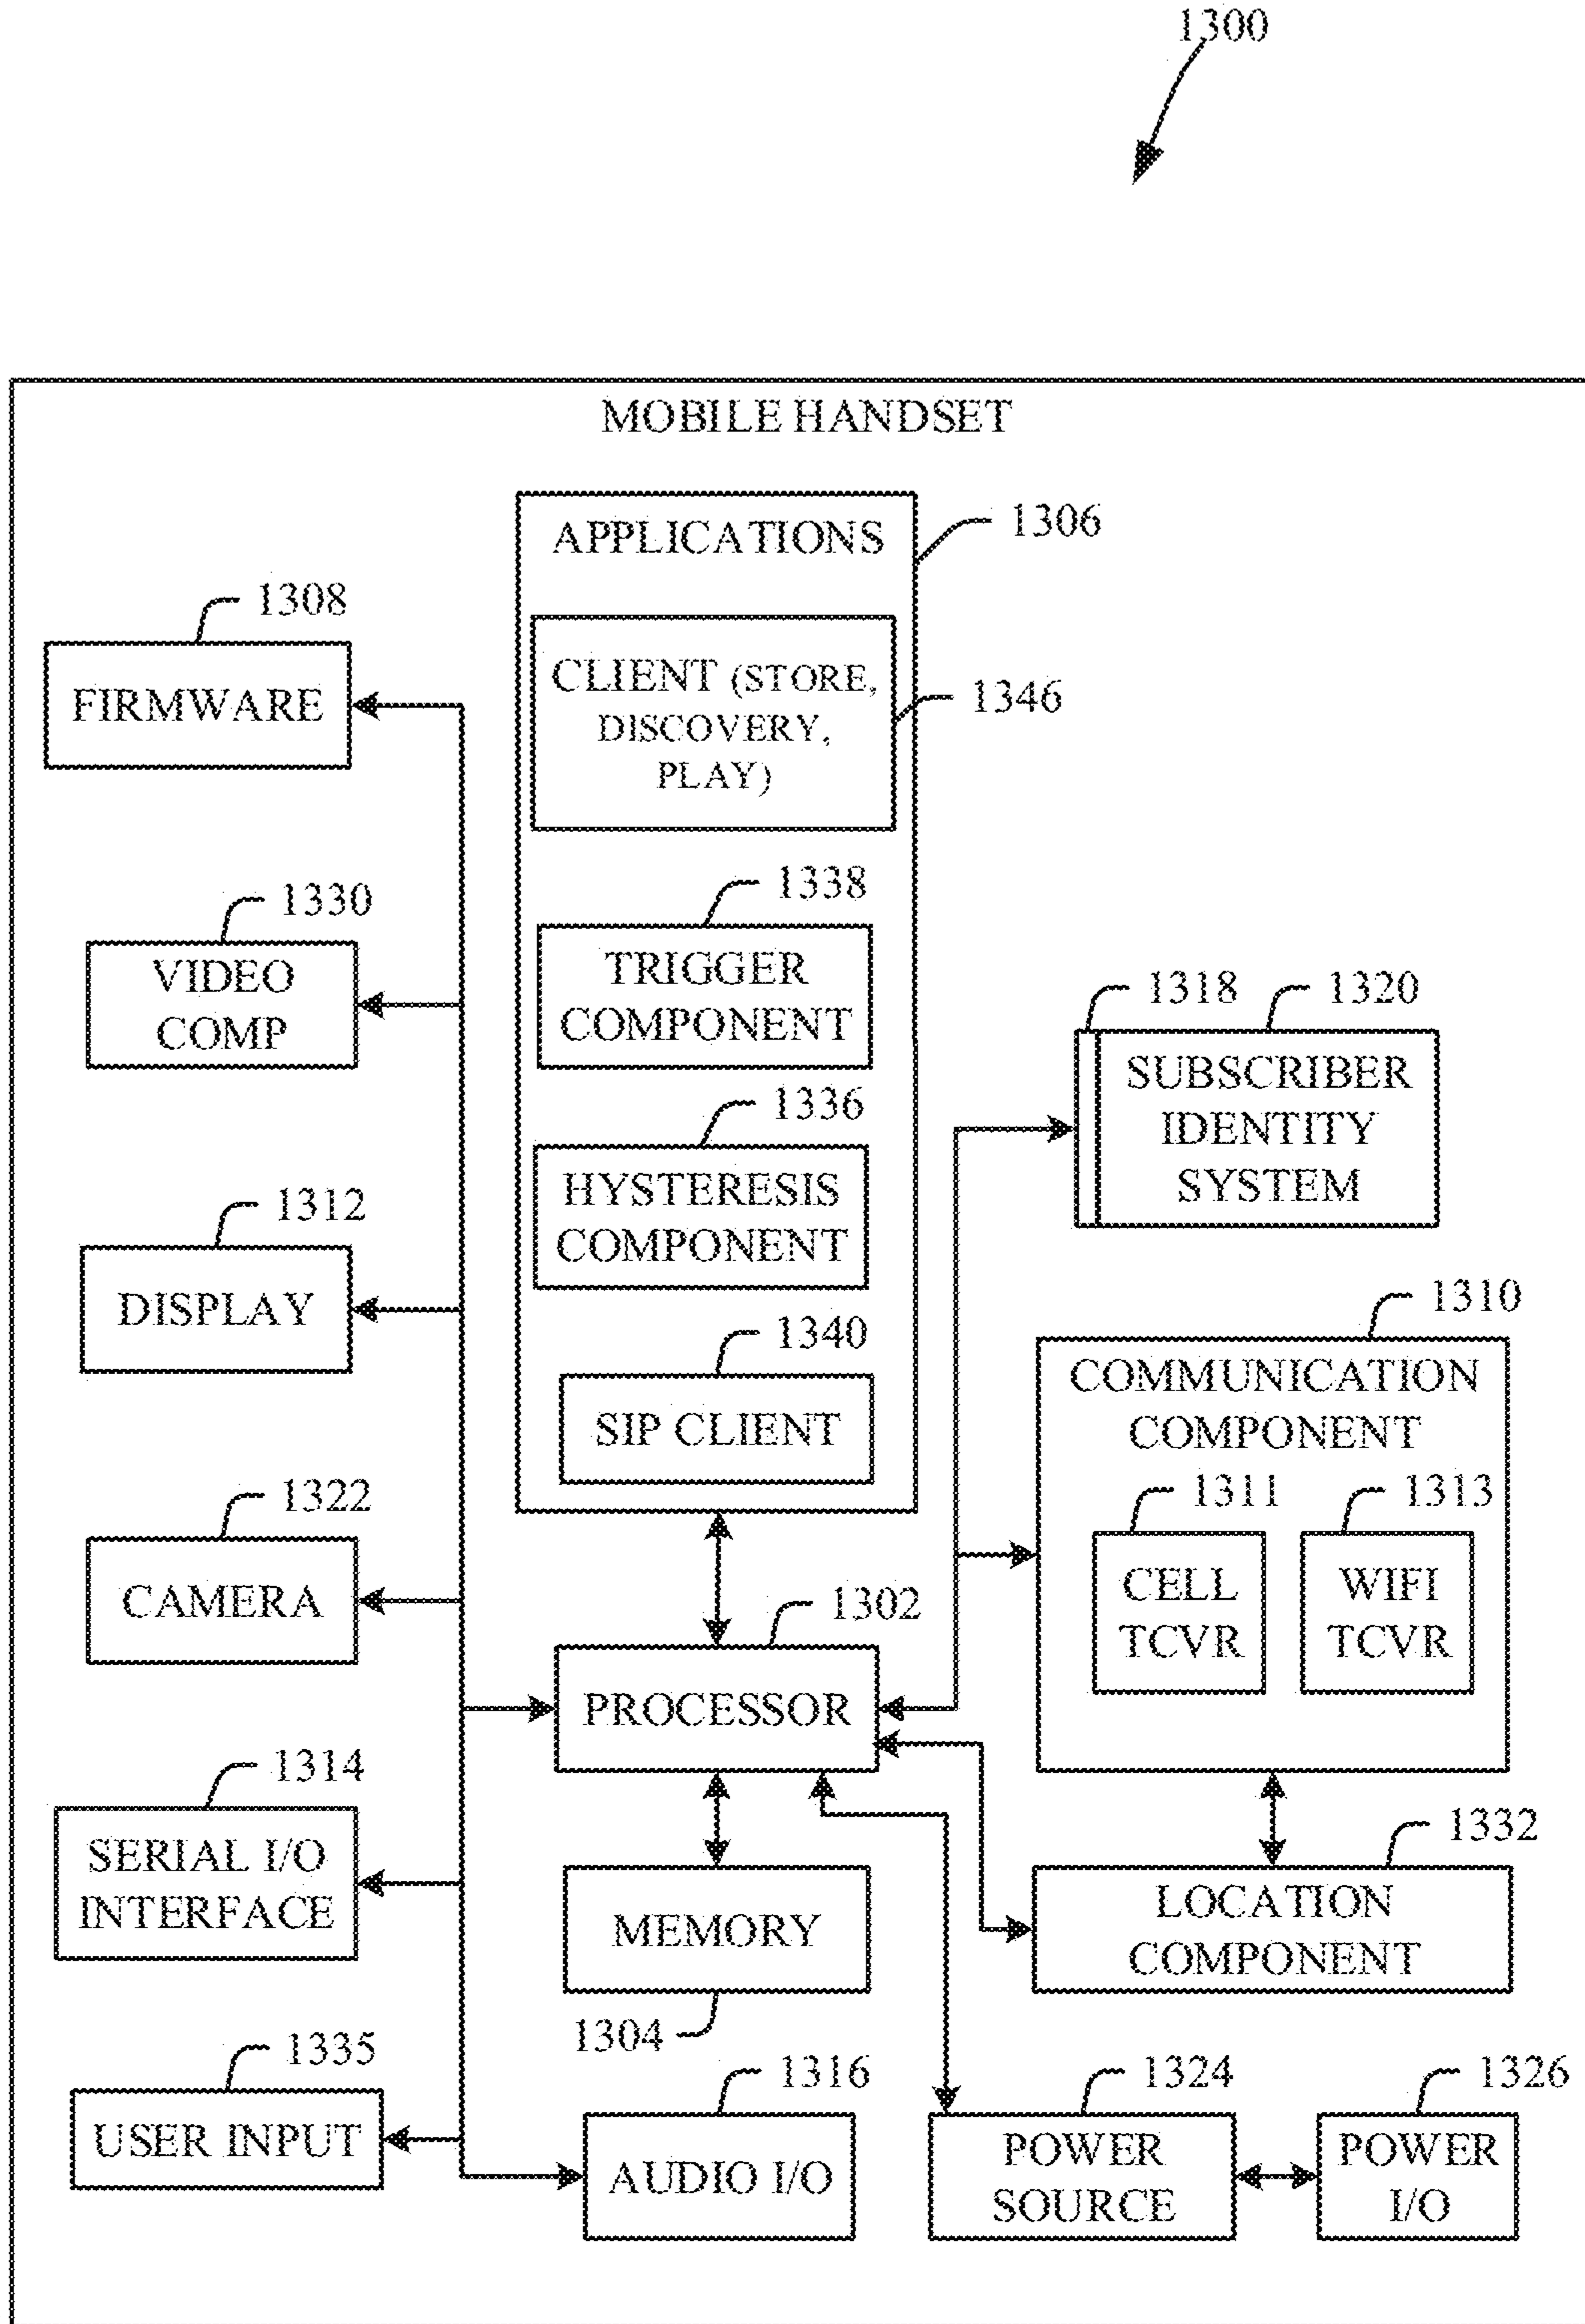 1300
MOBILE HANDSET
APPLICATIONS
1306
CLIENT (STORE,
DISCOVERY,
PLAY)
1346
1338
TRIGGER
COMPONENT
1336
HYSTERESIS
COMPONENT
1340
SIP CLIENT
1308
FIRMWARE
1330
VIDEO
COMP
1312
DISPLAY
1322
CAMERA
1314
SERIAL I/O
INTERFACE
1335
USER INPUT
1302
PROCESSOR
MEMORY
1304
1316
AUDIO I/O
1318
1320
SUBSCRIBER
IDENTITY
SYSTEM
1310
COMMUNICATION
COMPONENT
1311
CELL
TCVR
1313
WIFI
TCVR
1332
LOCATION
COMPONENT
1324
POWER
SOURCE
1326
POWER
I/O